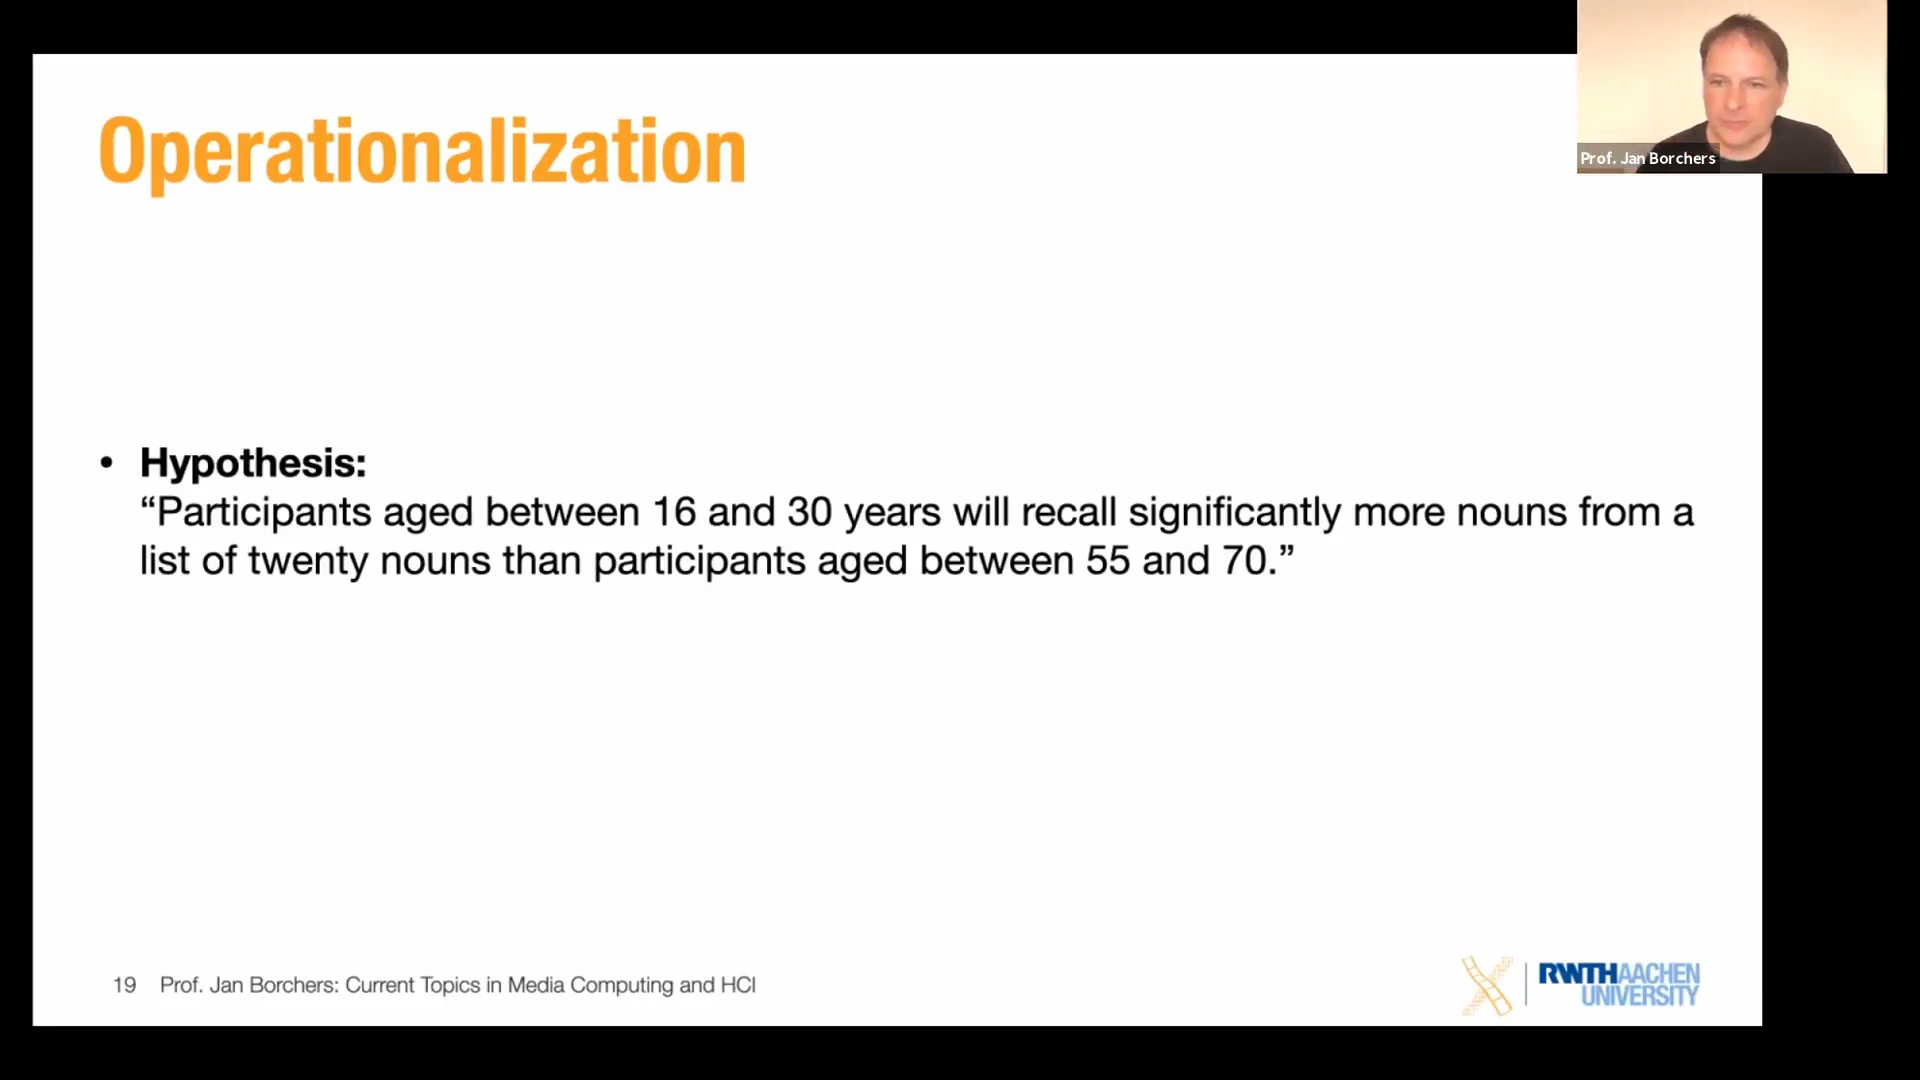 Operationalization
Prof. Jan Borchers
• Hypothesis:
“Participants aged between 16 and 30 years will recall significantly more nouns from a
list of twenty nouns than participants aged between 55 and 70.”
19 Prof. Jan Borchers: Current Topics in Media Computing and HCI
RWTHAACHEN
UNIVERSITY